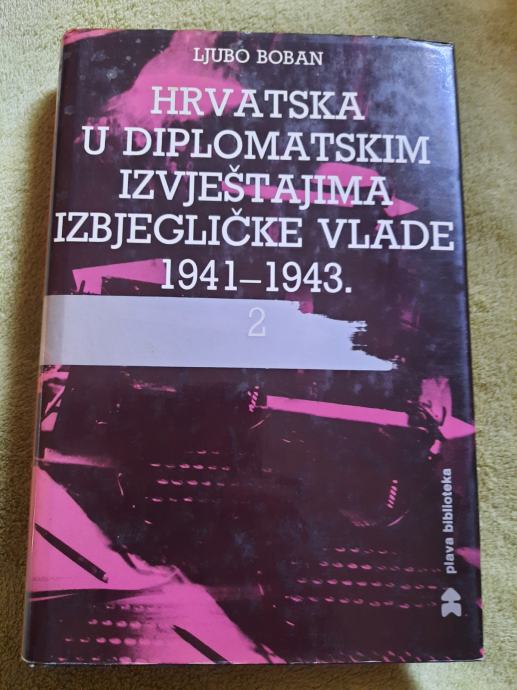 LJUBO BOBAN
HRVATSKA
U DIPLOMATSKIM
IZVJEŠTAJIMA
IZBJEGLIČKE VLADE
1941–1943.
2
plava biblioteka